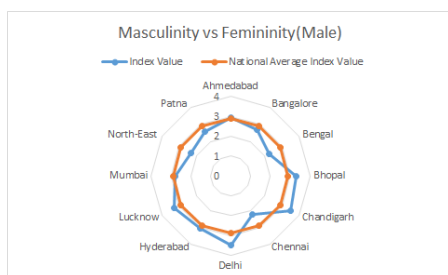 Masculinity vs Femininity(Male)
Index Value National Average Index Value
Ahmedabad
Patna 4 Bangalore
3
North-East 2 Bengal
1
Mumbai 0 Bhopal
Lucknow Chandigarh
Hyderabad Chennai
Delhi